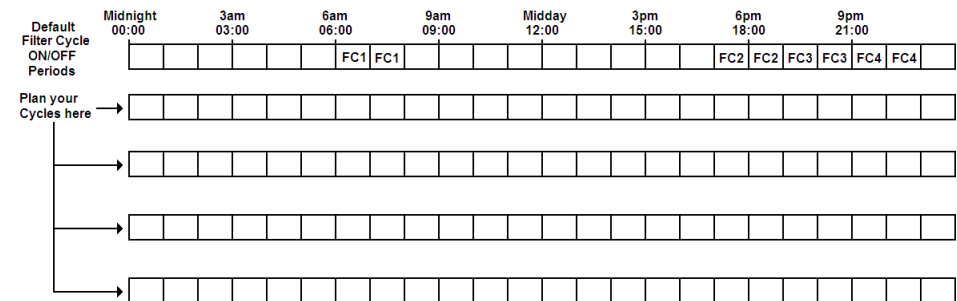 Midnight 3am 6am 9am Midday 3pm 6pm 9pm
00:00 03:00 06:00 09:00 12:00 15:00 18:00 21:00
Default
Filter Cycle
ON/OFF
Periods
FC1 FC1 FC2 FC2 FC3 FC3 FC4 FC4
Plan your
Cycles here